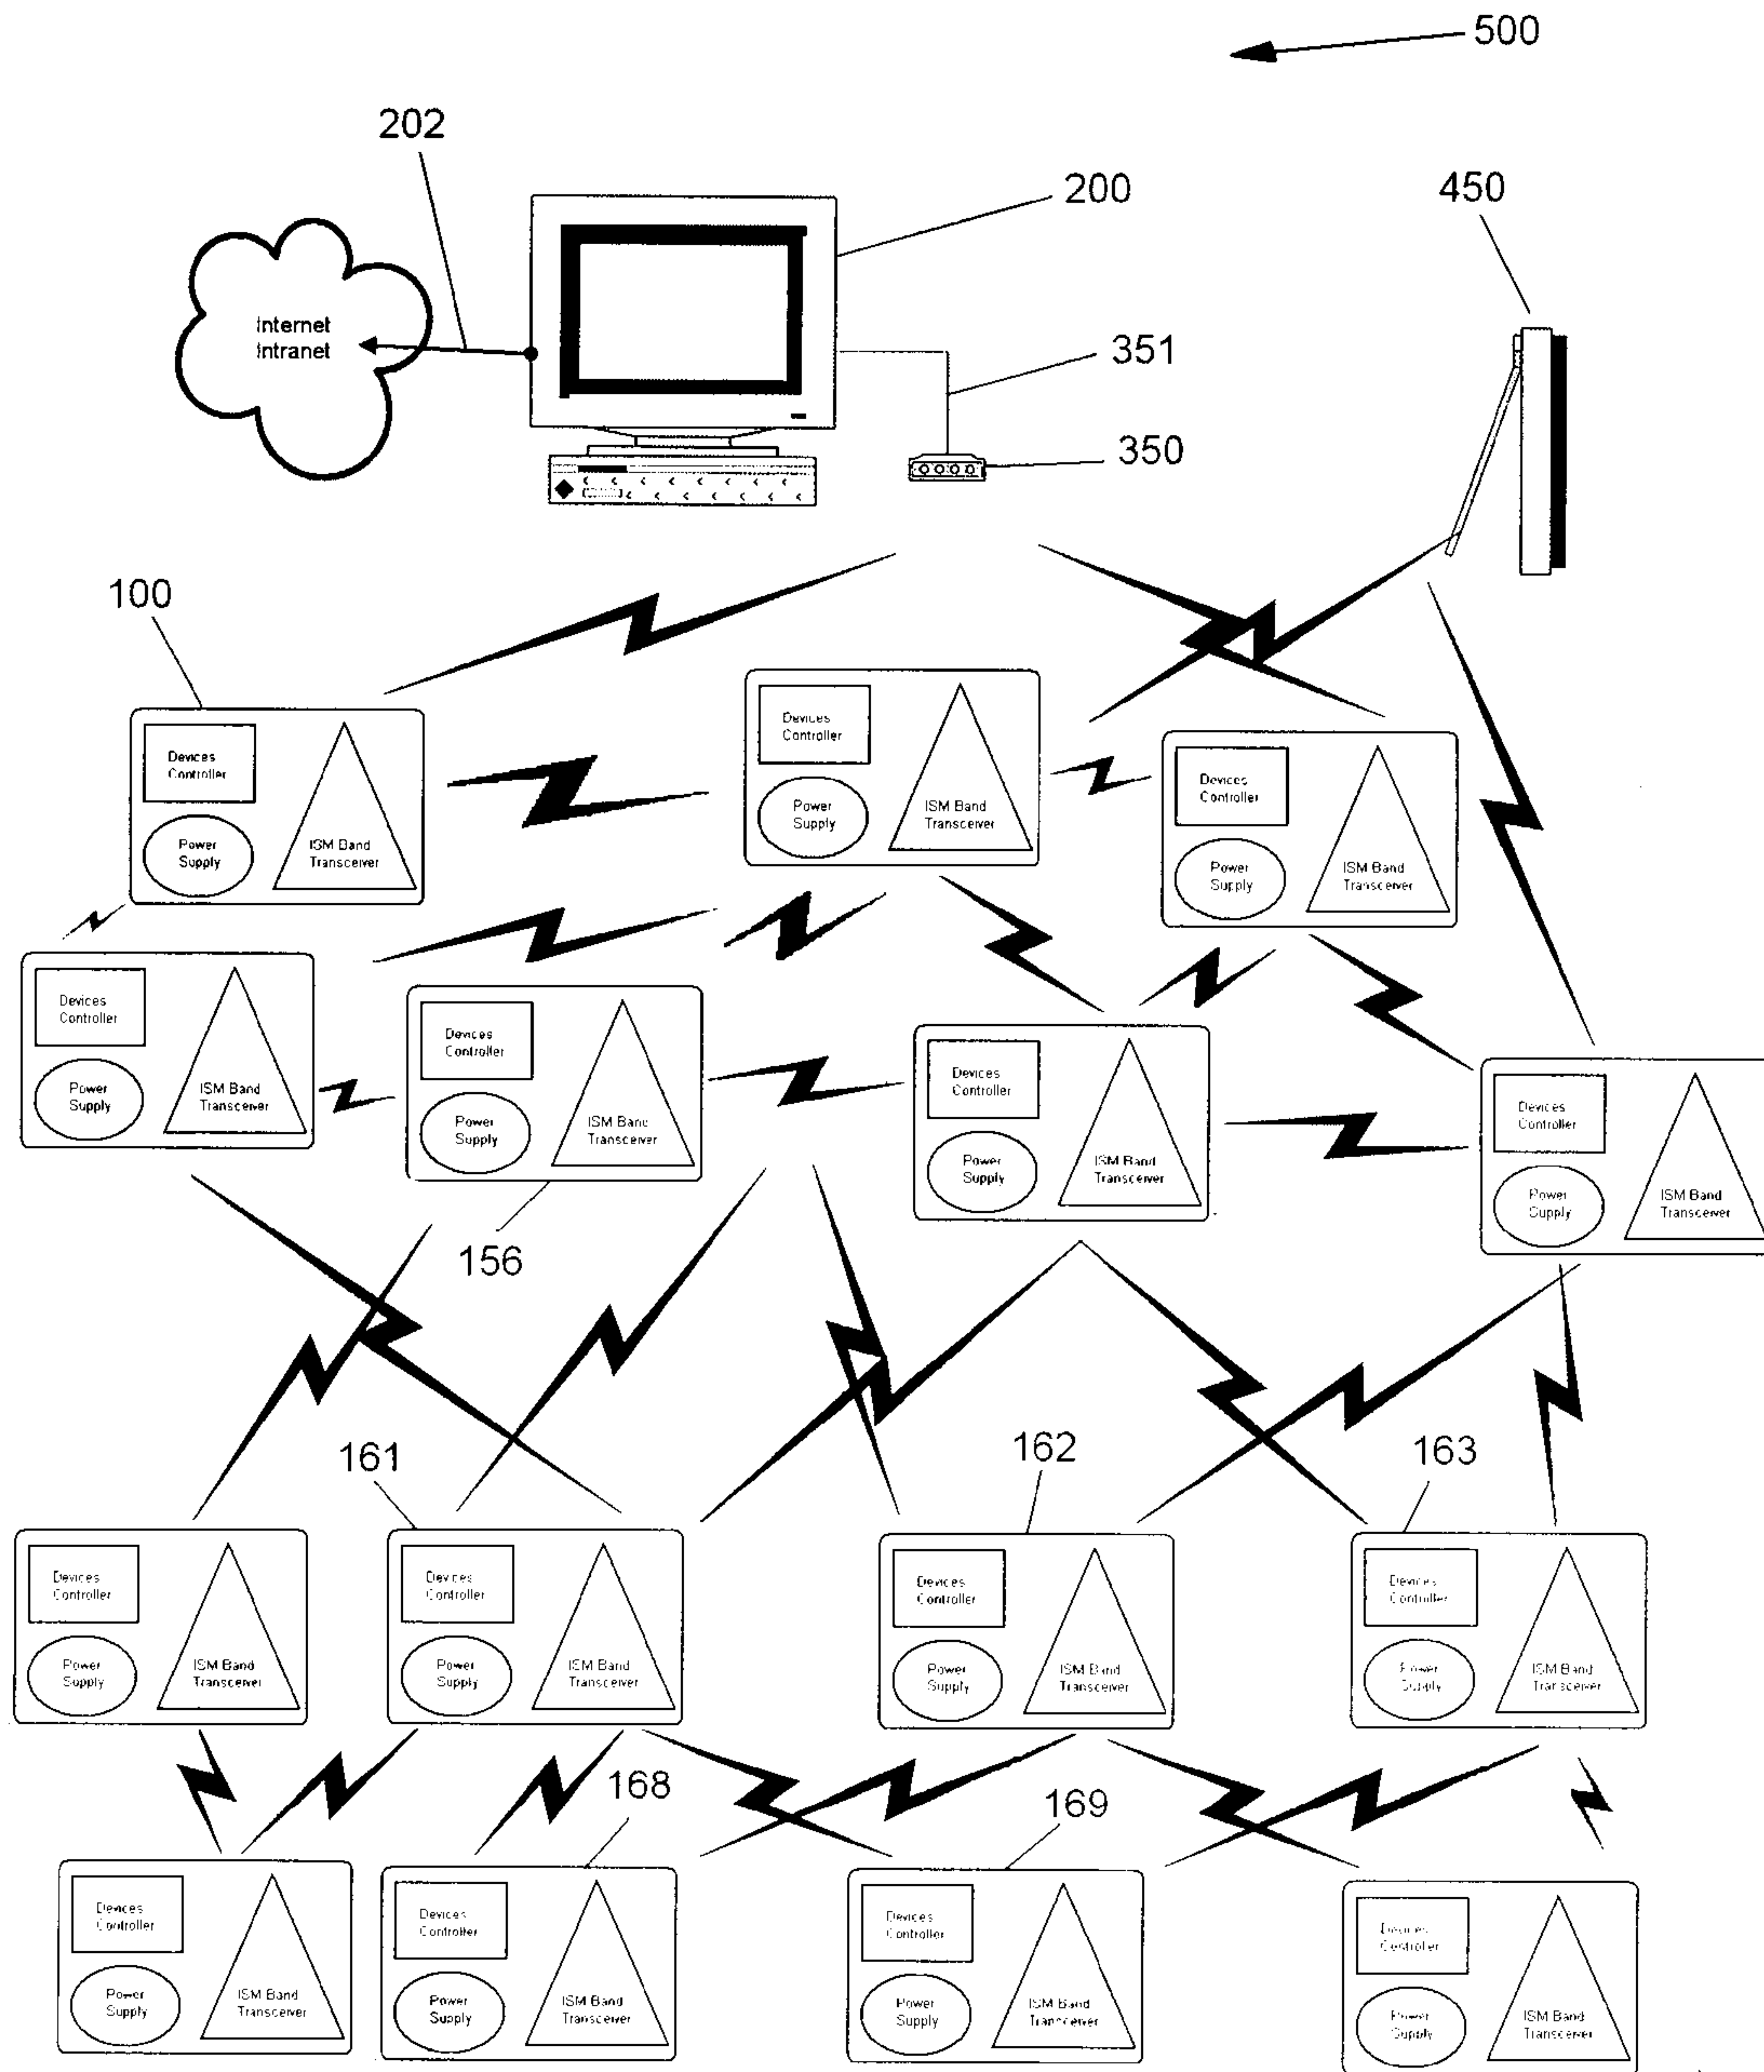 500
202
200
450
Internet
Intranet
351
350
100
Devices
Controller
Power
Supply
ISM Band
Transceiver
Devices
Controller
Power
Supply
ISM Band
Transceiver
Devices
Controller
Power
Supply
ISM Band
Transceiver
Devices
Controller
Power
Supply
ISM Band
Transceiver
Devices
Controller
Power
Supply
ISM Band
Transceiver
156
Devices
Controller
Power
Supply
ISM Band
Transceiver
Devices
Controller
Power
Supply
ISM Band
Transceiver
161
162
163
Devices
Controller
Power
Supply
ISM Band
Transceiver
Devices
Controller
Power
Supply
ISM Band
Transceiver
Devices
Controller
Power
Supply
ISM Band
Transceiver
Devices
Controller
Power
Supply
ISM Band
Transceiver
168
169
Devices
Controller
Power
Supply
ISM Band
Transceiver
Devices
Controller
Power
Supply
ISM Band
Transceiver
Devices
Controller
Power
Supply
ISM Band
Transceiver
Devices
Controller
Power
Supply
ISM Band
Transceiver